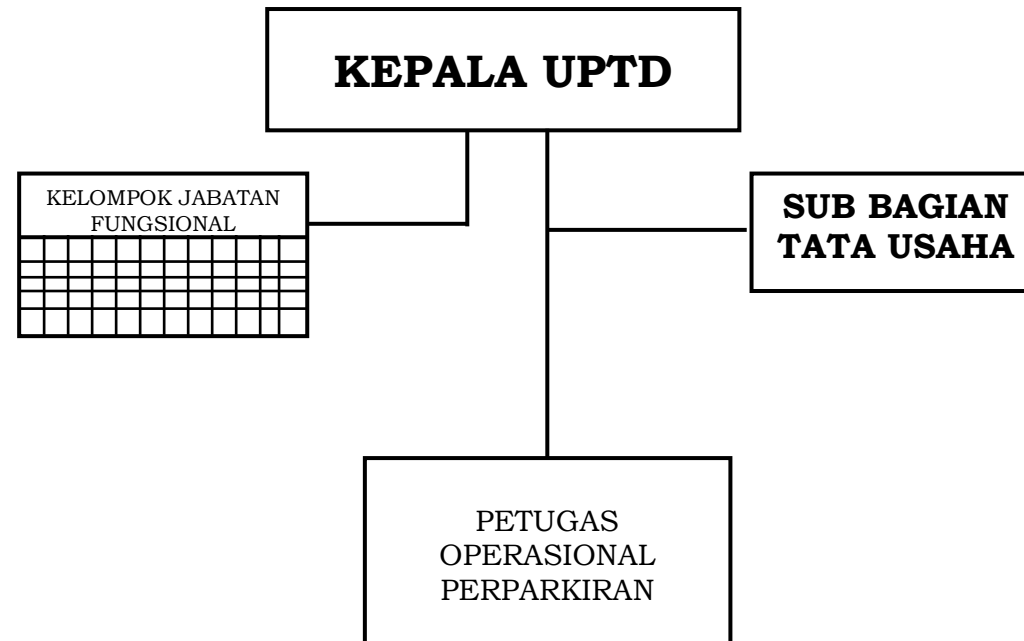 KEPALA UPTD
KELOMPOK JABATAN
FUNGSIONAL
SUB BAGIAN
TATA USAHA
PETUGAS
OPERASIONAL
PERPARKIRAN